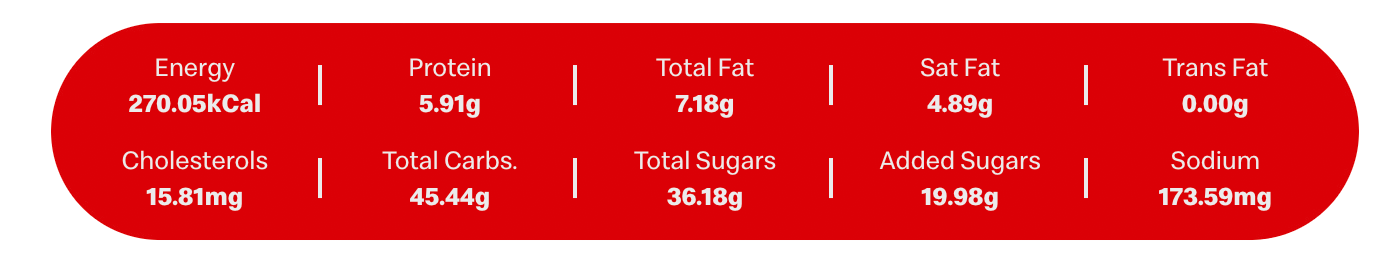 Energy Protein Total Fat Sat Fat Trans Fat
270.05kCal 5.91g 7.18g 4.89g 0.00g
Cholesterols Total Carbs. Total Sugars Added Sugars Sodium
15.81mg 45.44g 36.18g 19.98g 173.59mg